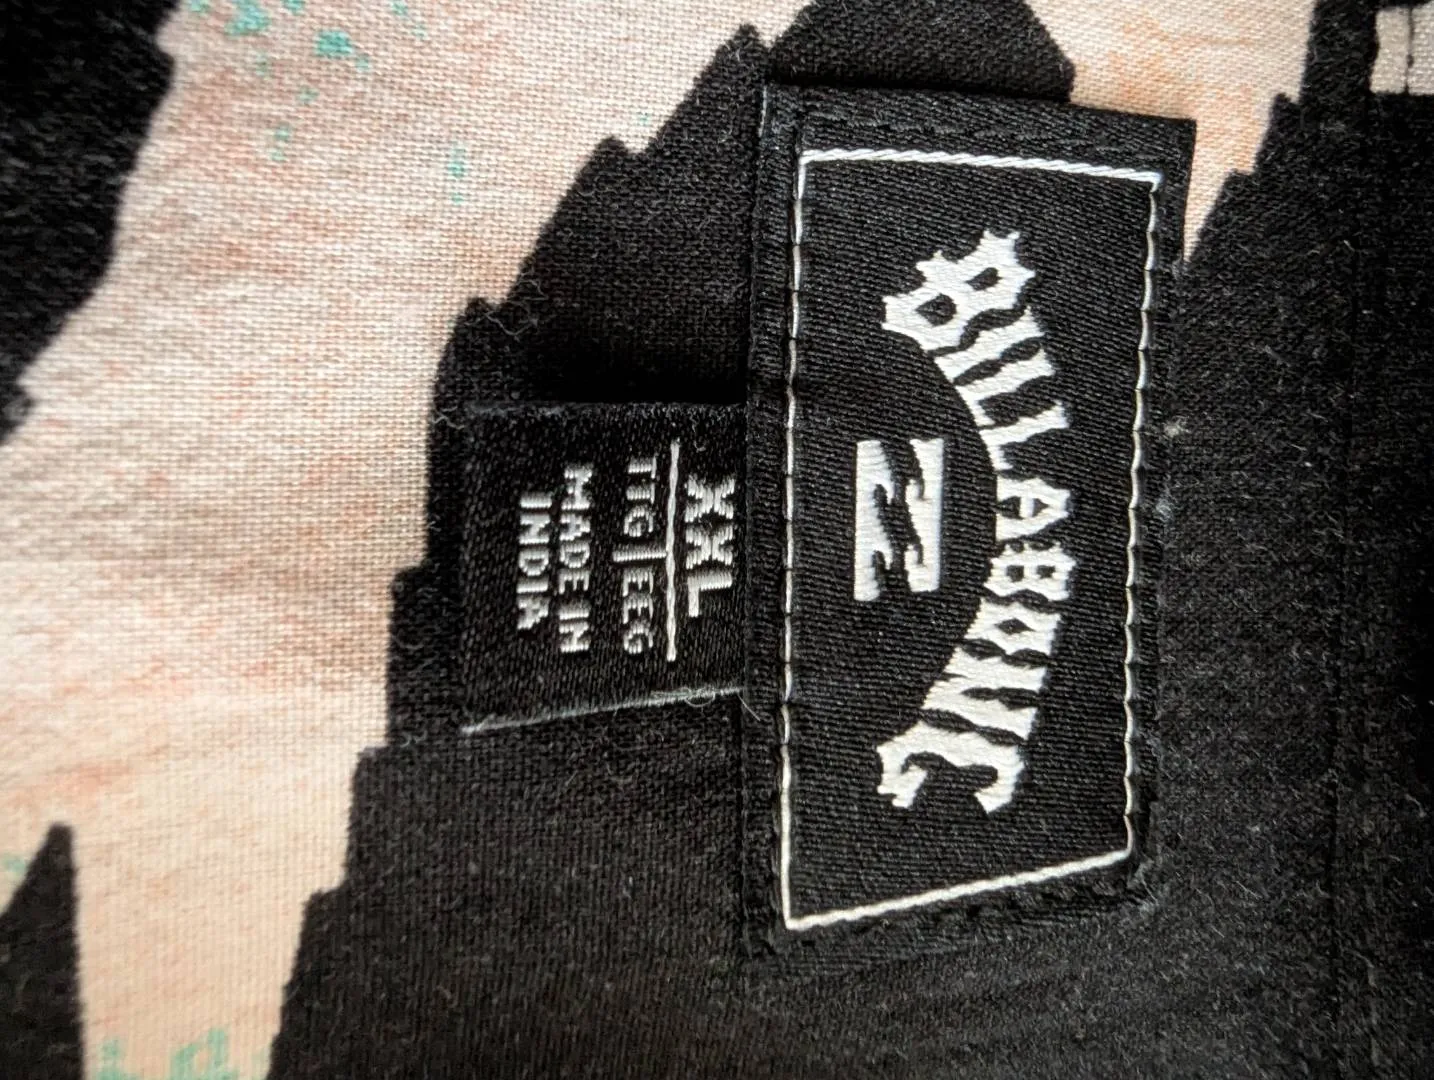 BILLABONG
XXL
TTG|EEG
MADE IN
INDIA